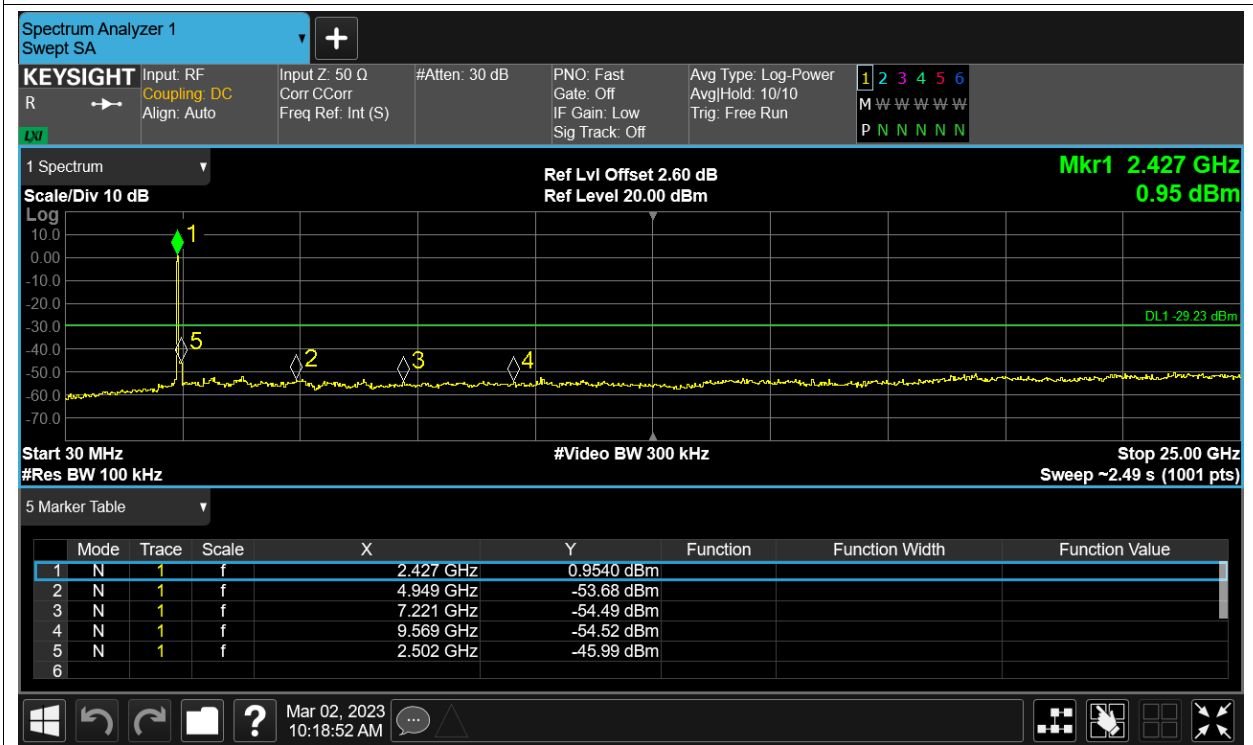 Spectrum Analyzer 1
Swept SA
+
KEYSIGHT
R
LXI
Input: RF
Coupling: DC
Align: Auto
Input Z: 50 Ω
Corr CCorr
Freq Ref: Int (S)
#Atten: 30 dB
PNO: Fast
Gate: Off
IF Gain: Low
Sig Track: Off
Avg Type: Log-Power
Avg|Hold: 10/10
Trig: Free Run
1 2 3 4 5 6
M W W W W W
P N N N N N
1 Spectrum
Scale/Div 10 dB
Ref Lvl Offset 2.60 dB
Ref Level 20.00 dBm
Mkr1 2.427 GHz
0.95 dBm
Log
10.0
0.00
-10.0
-20.0
-30.0
-40.0
-50.0
-60.0
-70.0
1
5
2
3
4
DL1 -29.23 dBm
Start 30 MHz
#Res BW 100 kHz
#Video BW 300 kHz
Stop 25.00 GHz
Sweep ~2.49 s (1001 pts)
5 Marker Table
Mode Trace Scale X Y Function Function Width Function Value
1 N 1 f 2.427 GHz 0.9540 dBm
2 N 1 f 4.949 GHz -53.68 dBm
3 N 1 f 7.221 GHz -54.49 dBm
4 N 1 f 9.569 GHz -54.52 dBm
5 N 1 f 2.502 GHz -45.99 dBm
6
?
Mar 02, 2023
10:18:52 AM